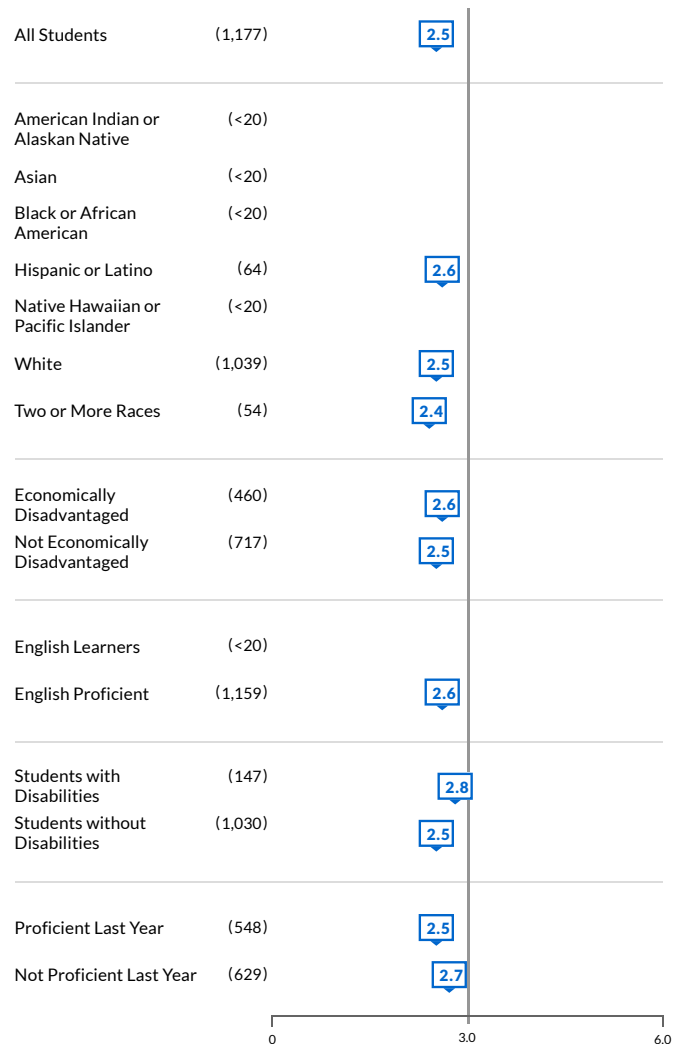 All Students (1,177) 2.5
American Indian or (<20)
Alaskan Native
Asian (<20)
Black or African (<20)
American
Hispanic or Latino (64) 2.6
Native Hawaiian or (<20)
Pacific Islander
White (1,039) 2.5
Two or More Races (54) 2.4
Economically (460) 2.6
Disadvantaged
Not Economically (717) 2.5
Disadvantaged
English Learners (<20)
English Proficient (1,159) 2.6
Students with (147) 2.8
Disabilities
Students without (1,030) 2.5
Disabilities
Proficient Last Year (548) 2.5
Not Proficient Last Year (629) 2.7
0 3.0 6.0